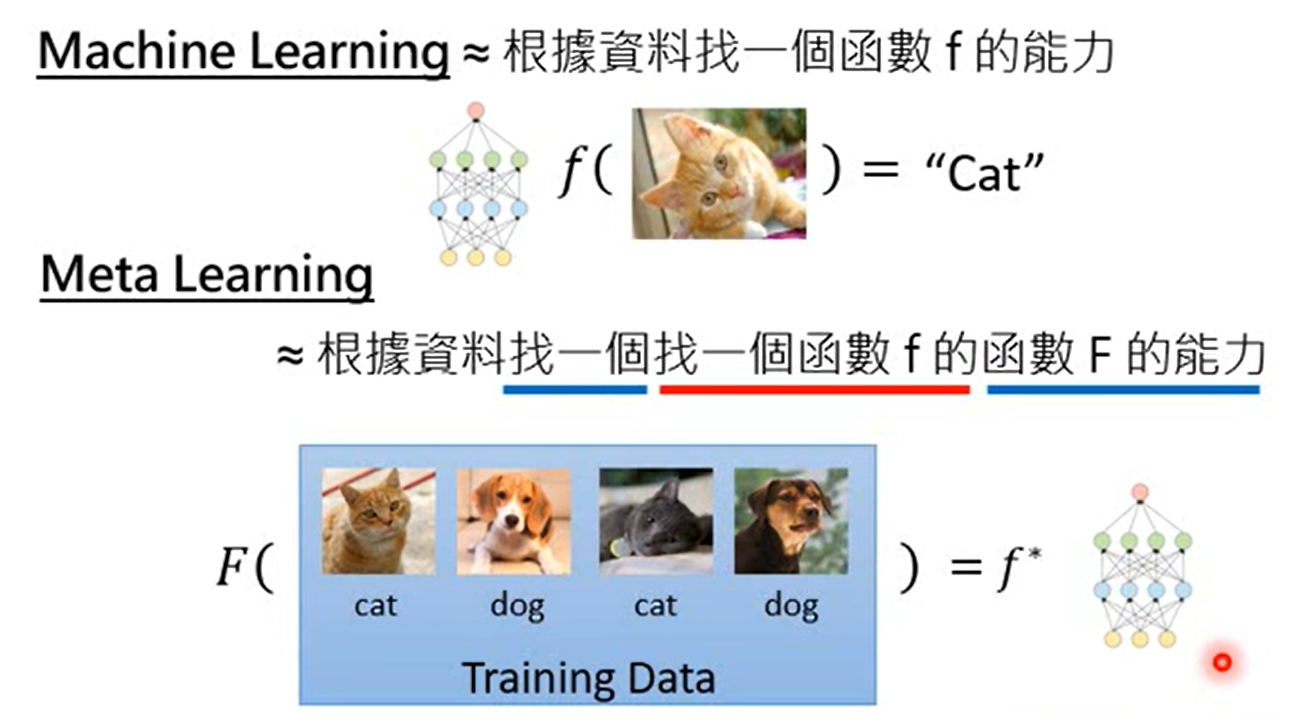 Machine Learning ≈ 根據資料找一個函數 f 的能力
f( ) = “Cat”
Meta Learning
≈ 根據資料找一個找一個函數 f 的函數 F 的能力
F( ) = f*
cat dog cat dog
Training Data